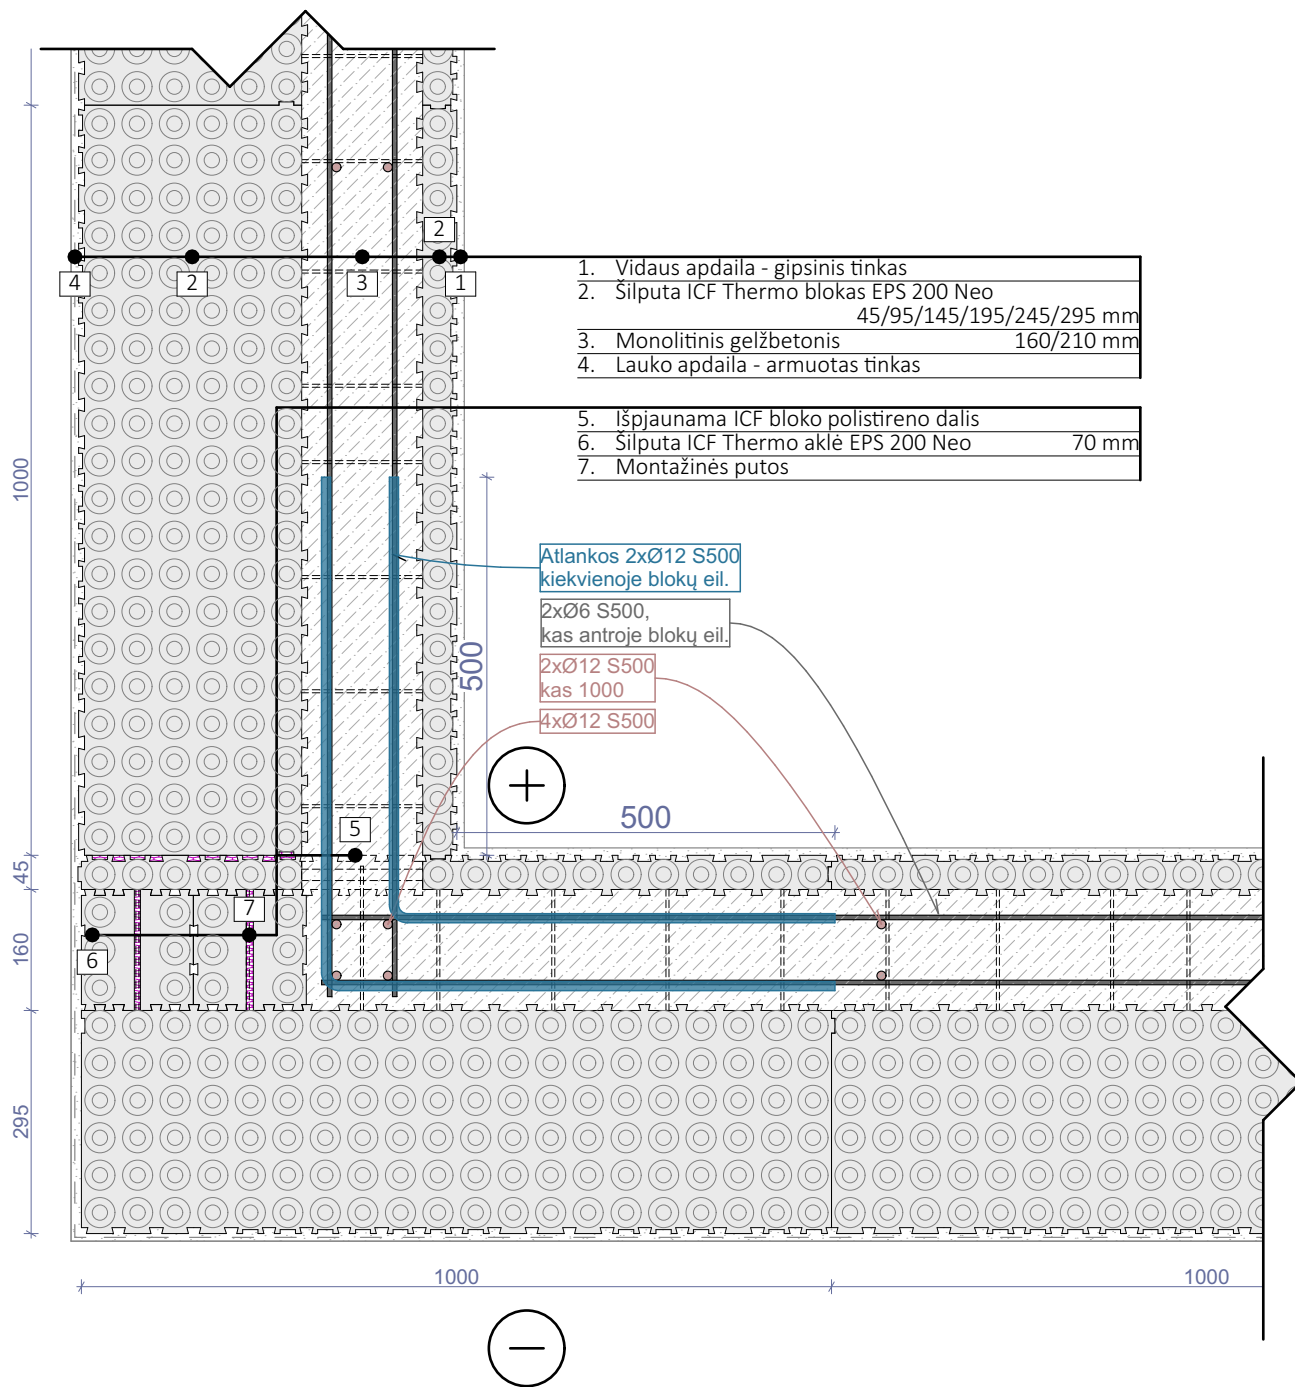 2
4
2
3
1
1. Vidaus apdaila - gipsinis tinkas
2. Šilputa ICF Thermo blokas EPS 200 Neo
45/95/145/195/245/295 mm
3. Monolitinis gelžbetonis 160/210 mm
4. Lauko apdaila - armuotas tinkas
5. Išpjaunama ICF bloko polistireno dalis
6. Šilputa ICF Thermo aklė EPS 200 Neo 70 mm
7. Montažinės putos
1000
Atlankos 2xØ12 S500
kiekvienoje blokų eil.
2xØ6 S500,
kas antroje blokų eil.
2xØ12 S500
kas 1000
4xØ12 S500
500
+
500
5
45
7
6
160
295
1000
1000
−